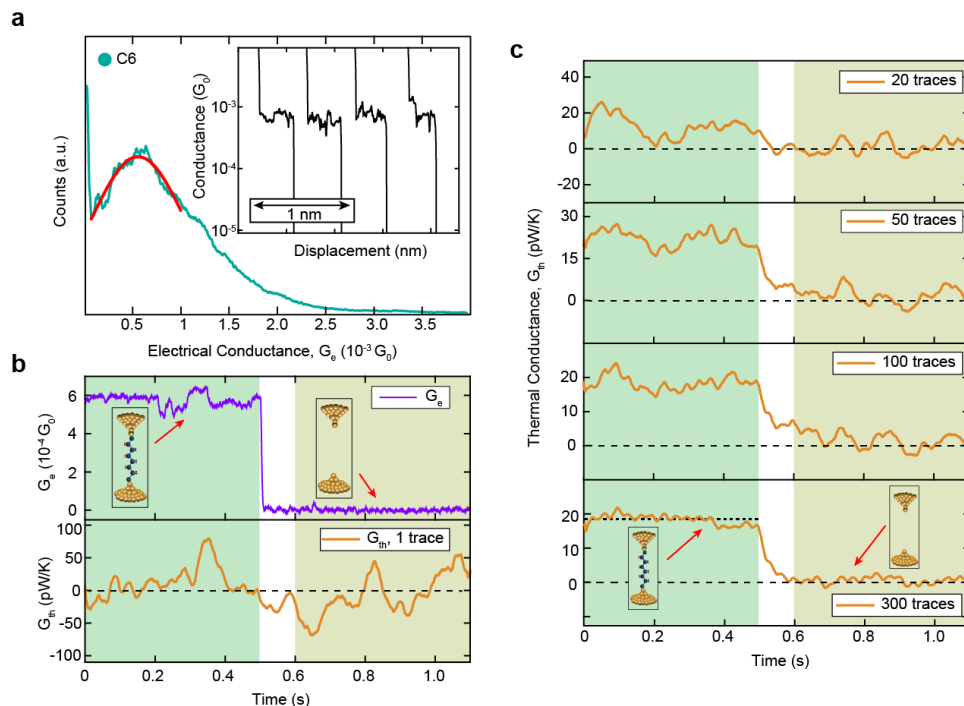 a
C6
Counts (a.u.)
0.5 1.0 1.5 2.0 2.5 3.0 3.5
Electrical Conductance, Gₑ (10⁻³ G₀)
Conductance (G₀)
10⁻³
10⁻⁴
10⁻⁵
1 nm
Displacement (nm)
b
Gₑ (10⁻⁴ G₀)
6
4
2
0
Gₑ
Gₜₕ (pW/K)
100
50
0
-50
-100
Gₜₕ, 1 trace
0 0.2 0.4 0.6 0.8 1.0
Time (s)
c
Thermal Conductance, Gₜₕ (pW/K)
40
20
0
-20
20 traces
30
15
0
50 traces
40
20
0
100 traces
40
20
0
300 traces
0 0.2 0.4 0.6 0.8 1.0
Time (s)